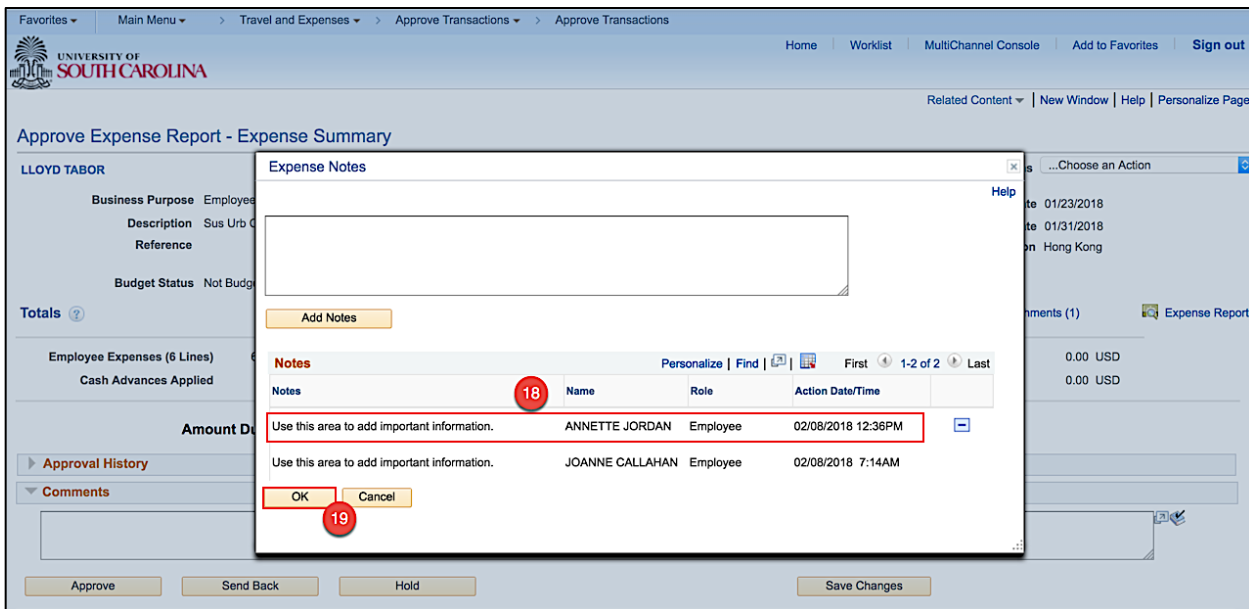 Favorites Main Menu > Travel and Expenses > Approve Transactions > Approve Transactions
UNIVERSITY OF
SOUTH CAROLINA
Home Worklist MultiChannel Console Add to Favorites Sign out
Related Content | New Window | Help | Personalize Page
Approve Expense Report - Expense Summary
LLOYD TABOR
...Choose an Action
Business Purpose Employee
01/23/2018
Description Sus Urb
01/31/2018
Reference
Hong Kong
Budget Status Not
Totals ?
(1) Expense Report
Employee Expenses (6 Lines)
0.00 USD
Cash Advances Applied
0.00 USD
Amount
Approval History
Comments
Approve Send Back Hold Save Changes
Expense Notes
x
Help
Add Notes
Notes Personalize | Find | First 1-2 of 2 Last
Notes Name Role Action Date/Time
18
Use this area to add important information. ANNETTE JORDAN Employee 02/08/2018 12:36PM
Use this area to add important information. JOANNE CALLAHAN Employee 02/08/2018 7:14AM
OK Cancel
19